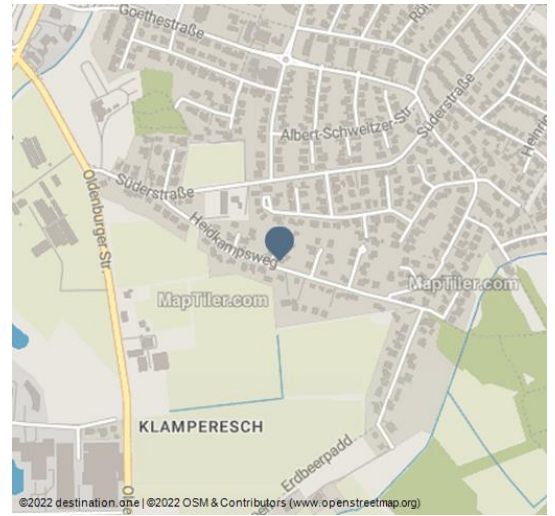 Goethestraße
Albert-Schweitzer-Str.
Süderstraße
Süderstraße
Oldenburger Str.
Heidkampsweg
MapTiler.com
MapTiler.com
KLAMPERESCH
Erdbeerpadd
©2022 destination.one | ©2022 OSM & Contributors (www.openstreetmap.org)